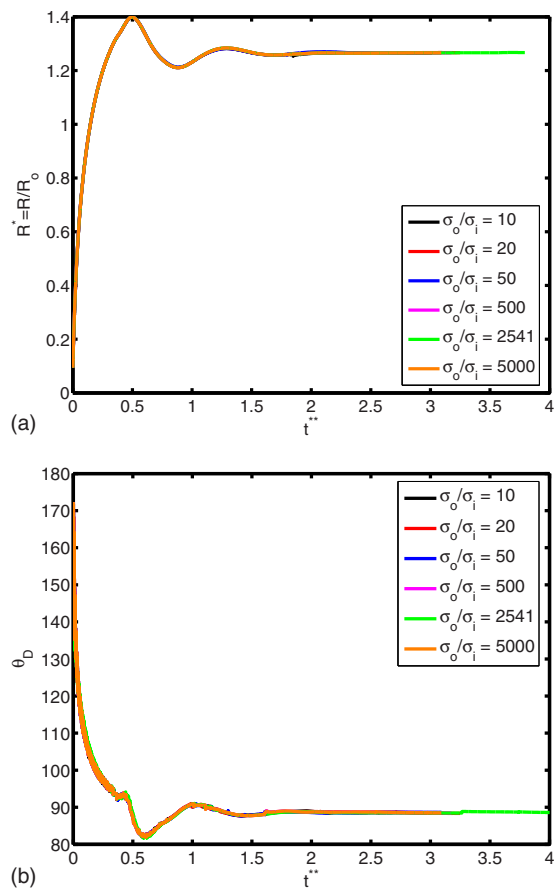 1.4
1.2
1
0.8
0.6
0.4
0.2
0
R*=R/Rₒ
σₒ/σᵢ = 10
σₒ/σᵢ = 20
σₒ/σᵢ = 50
σₒ/σᵢ = 500
σₒ/σᵢ = 2541
σₒ/σᵢ = 5000
0 0.5 1 1.5 2 2.5 3 3.5 4
t**
(a)
180
170
160
150
140
130
120
110
100
90
80
θ_D
σₒ/σᵢ = 10
σₒ/σᵢ = 20
σₒ/σᵢ = 50
σₒ/σᵢ = 500
σₒ/σᵢ = 2541
σₒ/σᵢ = 5000
0 0.5 1 1.5 2 2.5 3 3.5 4
t**
(b)